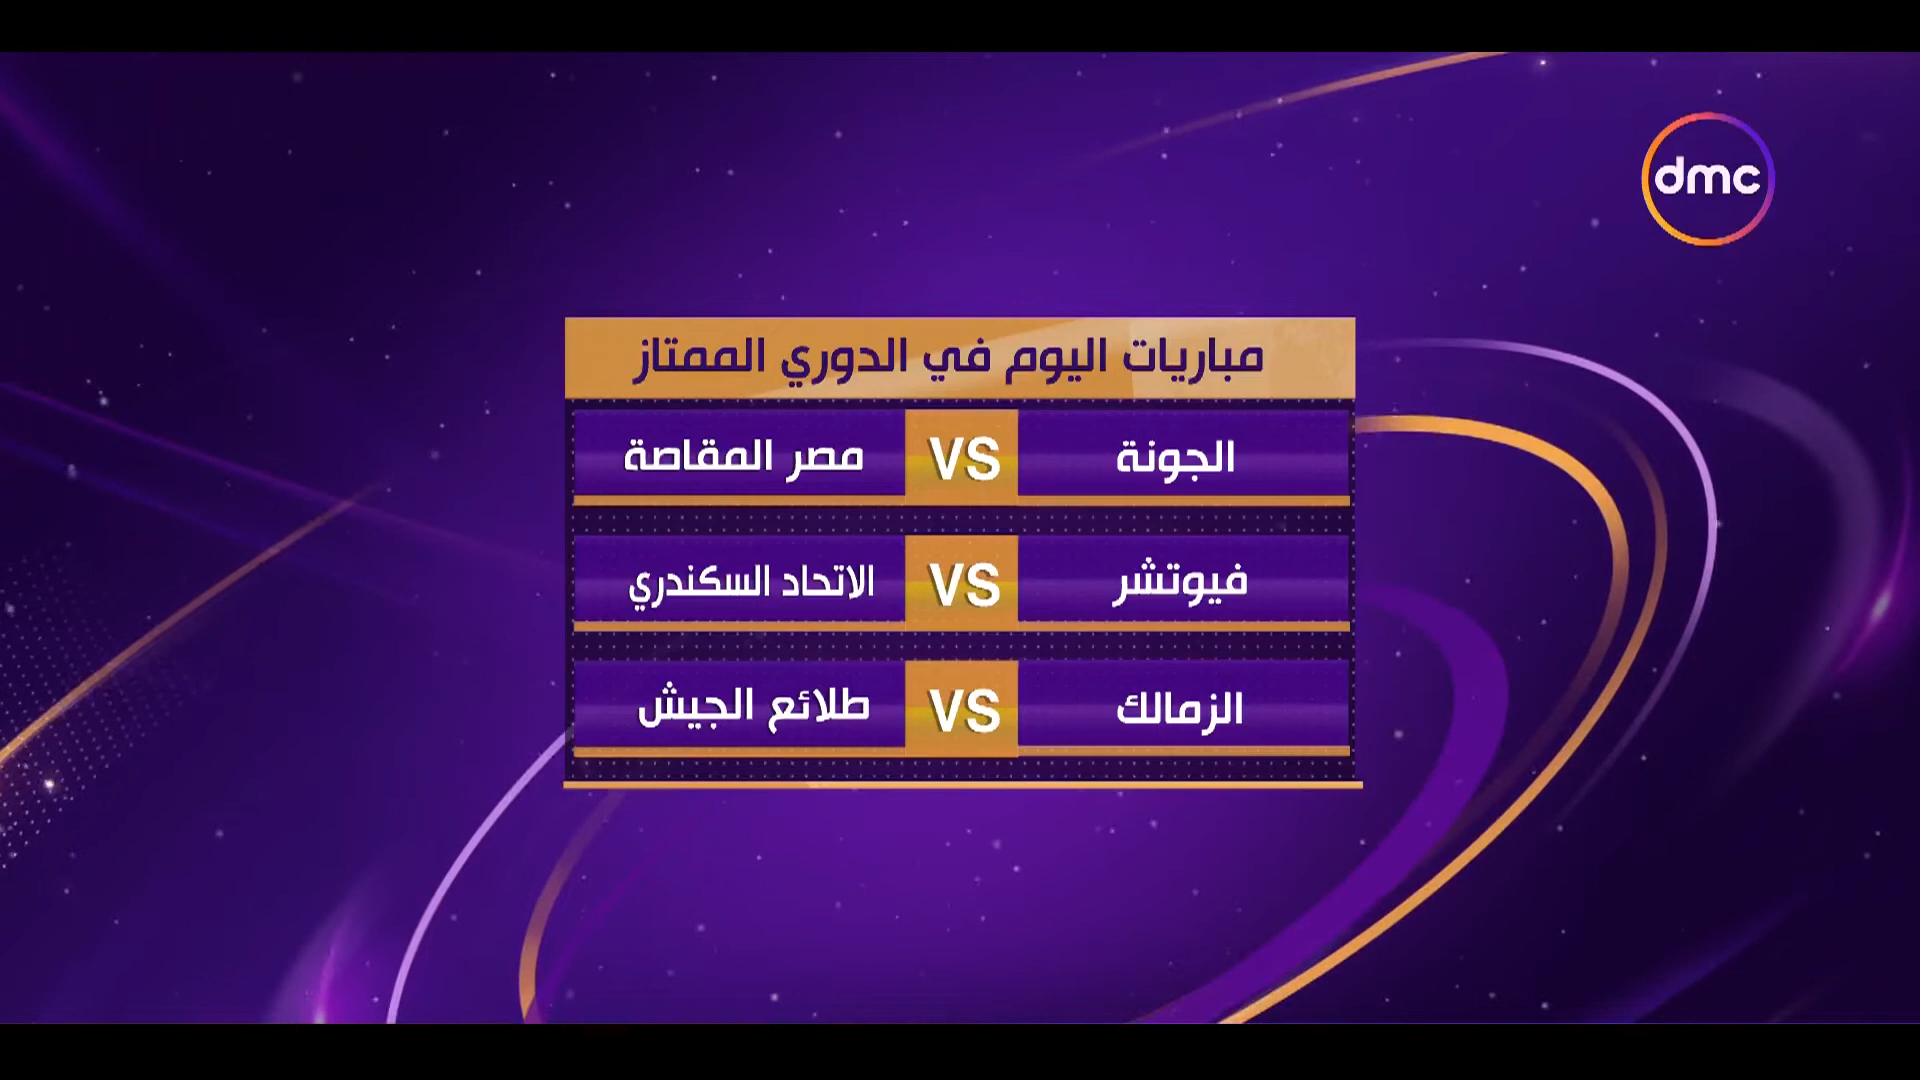 dmc
مباريات اليوم في الدوري الممتاز
الجونة VS مصر المقاصة
فيوتشر VS الاتحاد السكندري
الزمالك VS طلائع الجيش